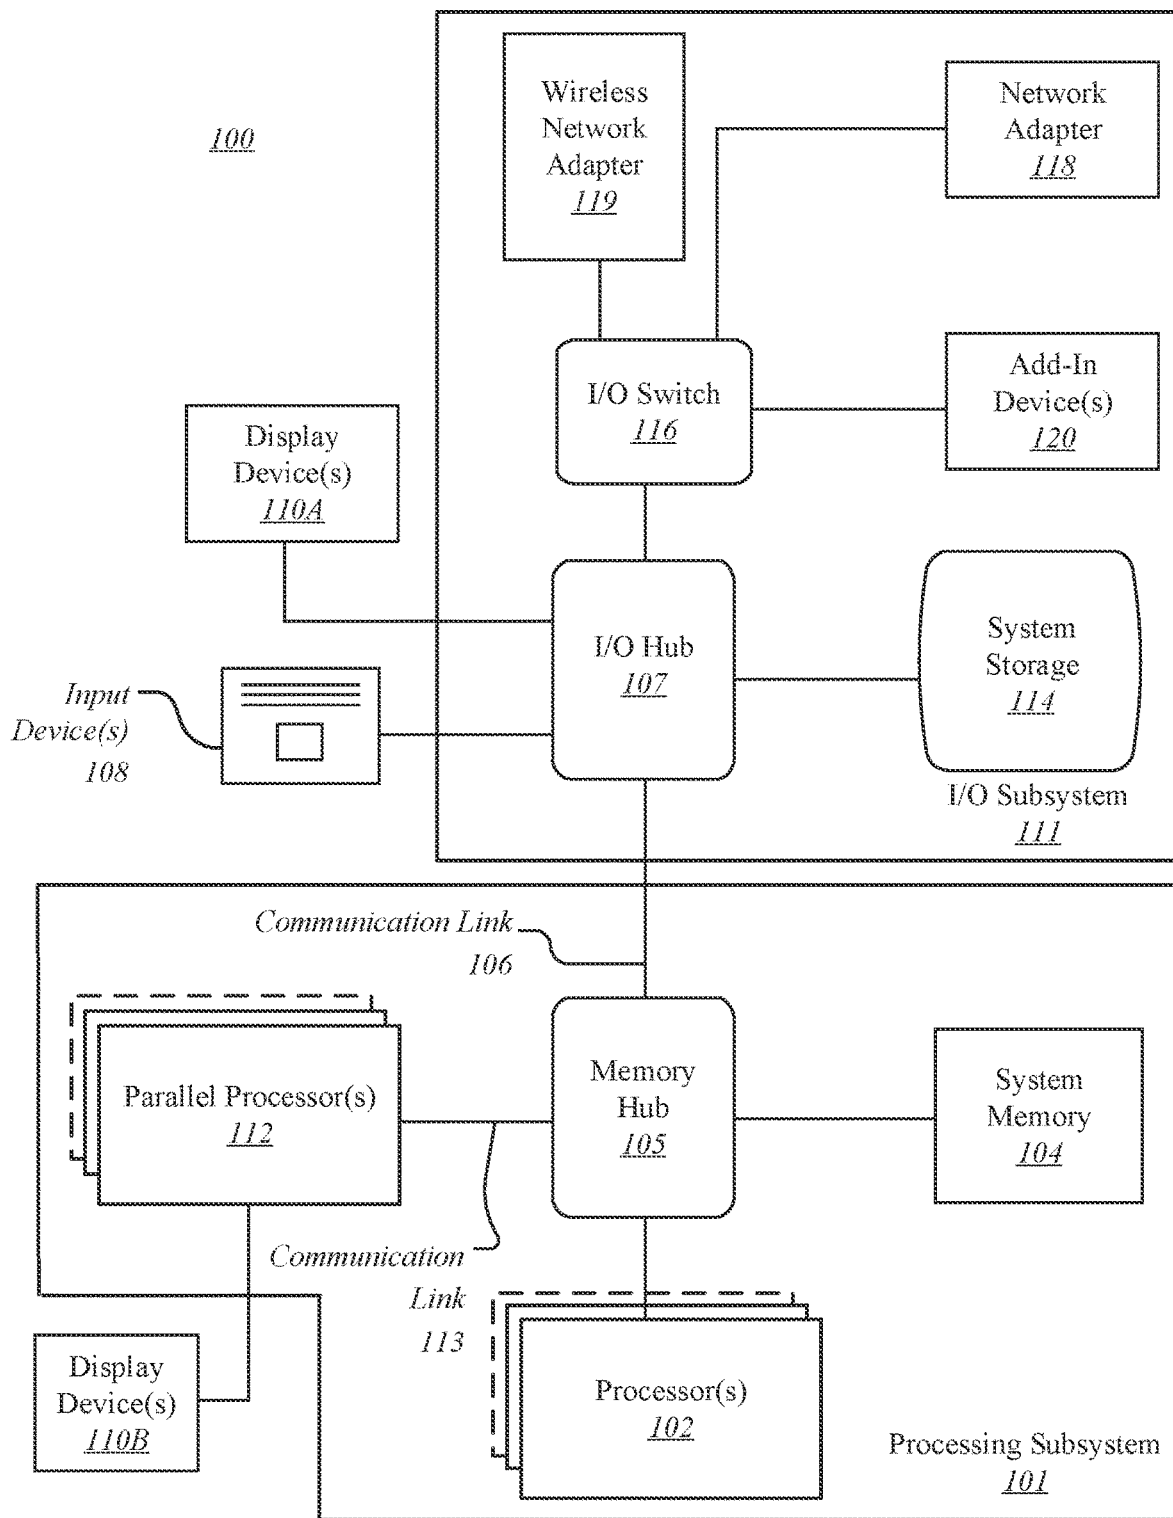 100
Wireless
Network
Adapter
119
Network
Adapter
118
I/O Switch
116
Add-In
Device(s)
120
Display
Device(s)
110A
I/O Hub
107
System
Storage
114
Input
Device(s)
108
I/O Subsystem
111
Communication Link
106
Parallel Processor(s)
112
Memory
Hub
105
System
Memory
104
Communication
Link
113
Display
Device(s)
110B
Processor(s)
102
Processing Subsystem
101